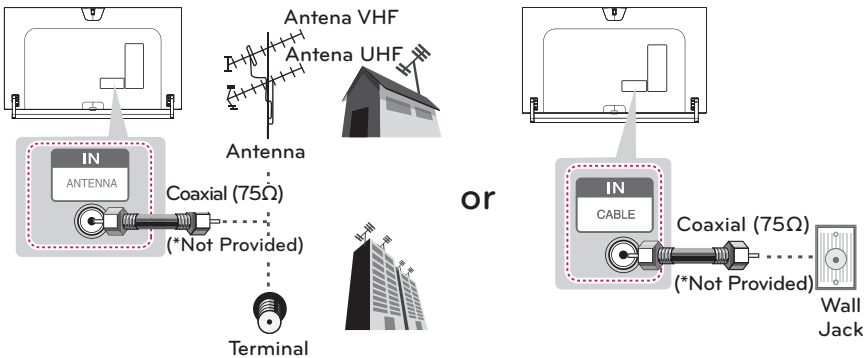 Antena VHF
Antena UHF
Antenna
IN
ANTENNA
Coaxial (75Ω)
(*Not Provided)
Terminal
or
IN
CABLE
Coaxial (75Ω)
(*Not Provided)
Wall
Jack